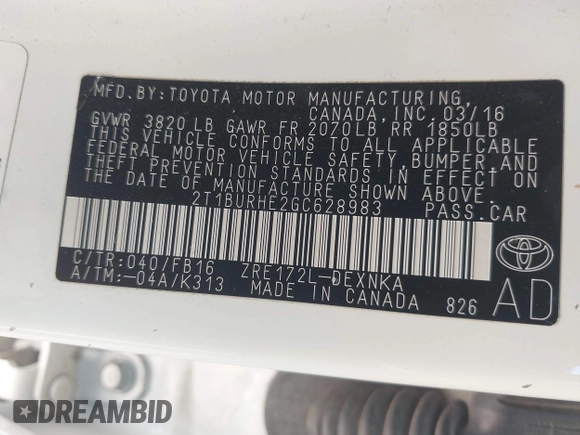 MFD.BY:TOYOTA MOTOR MANUFACTURING,
CANADA,INC.03/16
GVWR 3820LB GAWR FR 2070LB RR 1850LB
THIS VEHICLE CONFORMS TO ALL APPLICABLE
FEDERAL MOTOR VEHICLE SAFETY,BUMPER,AND
THEFT PREVENTION STANDARDS IN EFFECT ON
THE DATE OF MANUFACTURE SHOWN ABOVE.
2T1BURHE2GC628983 PASS.CAR
C/TR:040/FB16 ZRE172L-DEXNKA
A/TM:-04A/K313 MADE IN CANADA 826
AD
DREAMBID